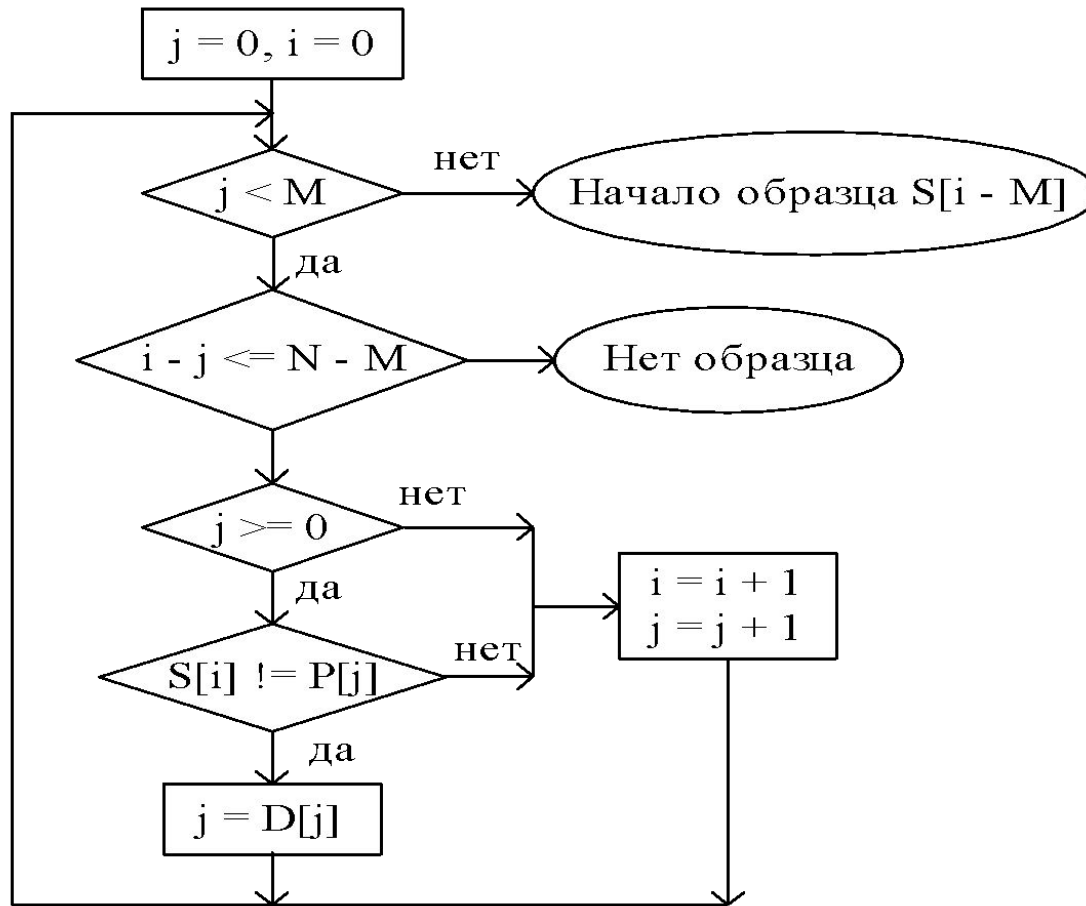 j = 0, i = 0
нет
j < M
Начало образца S[i - M]
да
i - j <= N - M
Нет образца
нет
j >= 0
да
i = i + 1
j = j + 1
нет
S[i] != P[j]
да
j = D[j]